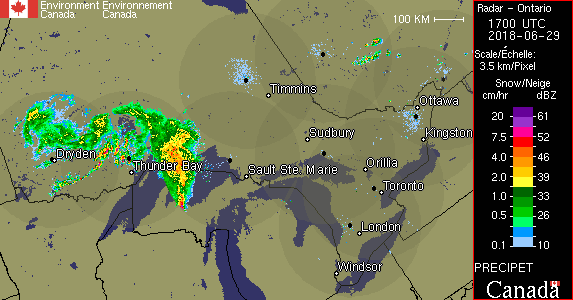 Environment Environnement
Canada Canada
100 KM
Radar - Ontario
1700 UTC
2018-06-29
Scale/Échelle:
3.5 km/Pixel
Snow/Neige
cm/hr dBZ
20 61
7.5 52
4.0 46
2.0 39
1.0 33
0.5 26
0.1 10
PRECIPET
Canada
Timmins
Ottawa
Sudbury
Kingston
Dryden
Thunder Bay
Sault Ste. Marie
Orillia
Toronto
London
Windsor